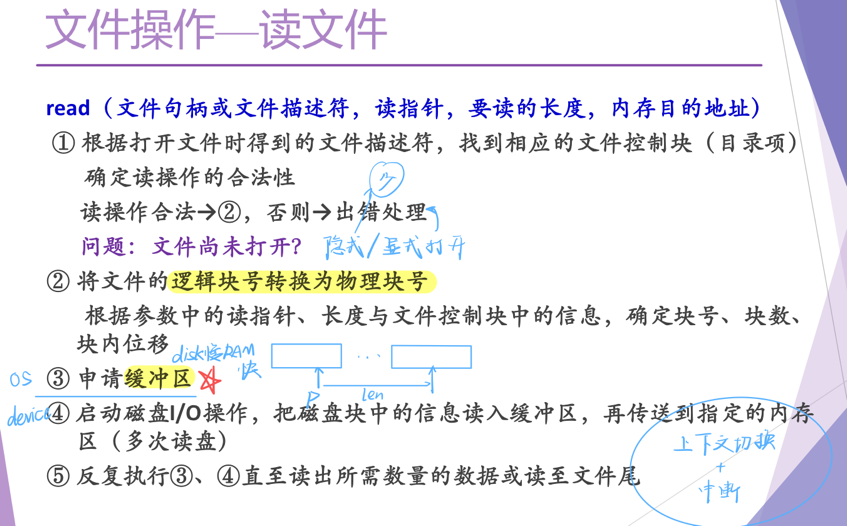 文件操作—读文件
read（文件句柄或文件描述符，读指针，要读的长度，内存目的地址）
① 根据打开文件时得到的文件描述符，找到相应的文件控制块（目录项）
确定读操作的合法性
读操作合法→②，否则→出错处理
问题：文件尚未打开？
隐式/显式打开
② 将文件的逻辑块号转换为物理块号
根据参数中的读指针、长度与文件控制块中的信息，确定块号、块数、
块内位移
disk慢RAM
快
...
P
len
OS
③ 申请缓冲区
device
④ 启动磁盘I/O操作，把磁盘块中的信息读入缓冲区，再传送到指定的内存
区（多次读盘）
上下文切换
+
中断
⑤ 反复执行③、④直至读出所需数量的数据或读至文件尾